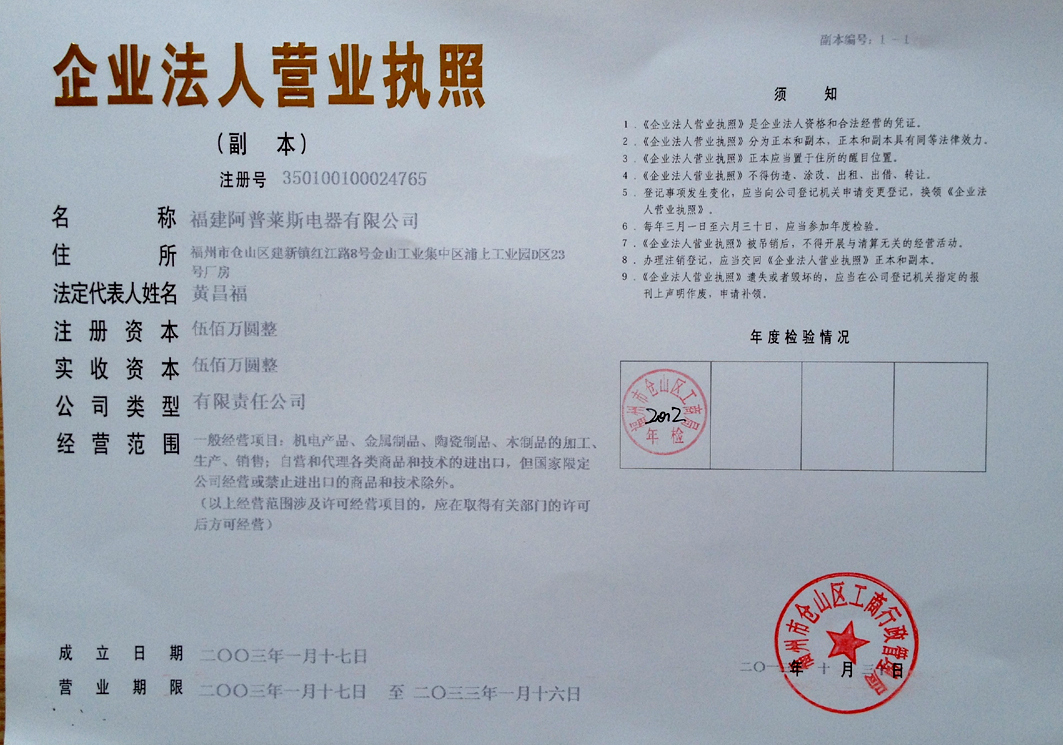 副本编号：1－1
企业法人营业执照
（副 本）
注册号 350100100024765
名称 福建阿普莱斯电器有限公司
住所 福州市仓山区建新镇红江路8号金山工业集中区浦上工业园D区23
号厂房
法定代表人姓名 黄昌福
注册资本 伍佰万圆整
实收资本 伍佰万圆整
公司类型 有限责任公司
经营范围 一般经营项目：机电产品、金属制品、陶瓷制品、木制品的加工、
生产、销售；自营和代理各类商品和技术的进出口，但国家限定
公司经营或禁止进出口的商品和技术除外。
（以上经营范围涉及许可经营项目的，应在取得有关部门的许可
后方可经营）
成立日期 二〇〇三年一月十七日
营业期限 二〇〇三年一月十七日 至 二〇三三年一月十六日
须 知
1．《企业法人营业执照》是企业法人资格和合法经营的凭证。
2．《企业法人营业执照》分为正本和副本，正本和副本具有同等法律效力。
3．《企业法人营业执照》正本应当置于住所的醒目位置。
4．《企业法人营业执照》不得伪造、涂改、出租、出借、转让。
5．登记事项发生变化，应当向公司登记机关申请变更登记，换领《企业法
人营业执照》。
6．每年三月一日至六月三十日，应当参加年度检验。
7．《企业法人营业执照》被吊销后，不得开展与清算无关的经营活动。
8．办理注销登记，应当交回《企业法人营业执照》正本和副本。
9．《企业法人营业执照》遗失或者毁坏的，应当在公司登记机关指定的报
刊上声明作废，申请补领。
年度检验情况
福州市仓山区工商局
2012
年检
福州市仓山区工商行政管理局
年 十 月 日